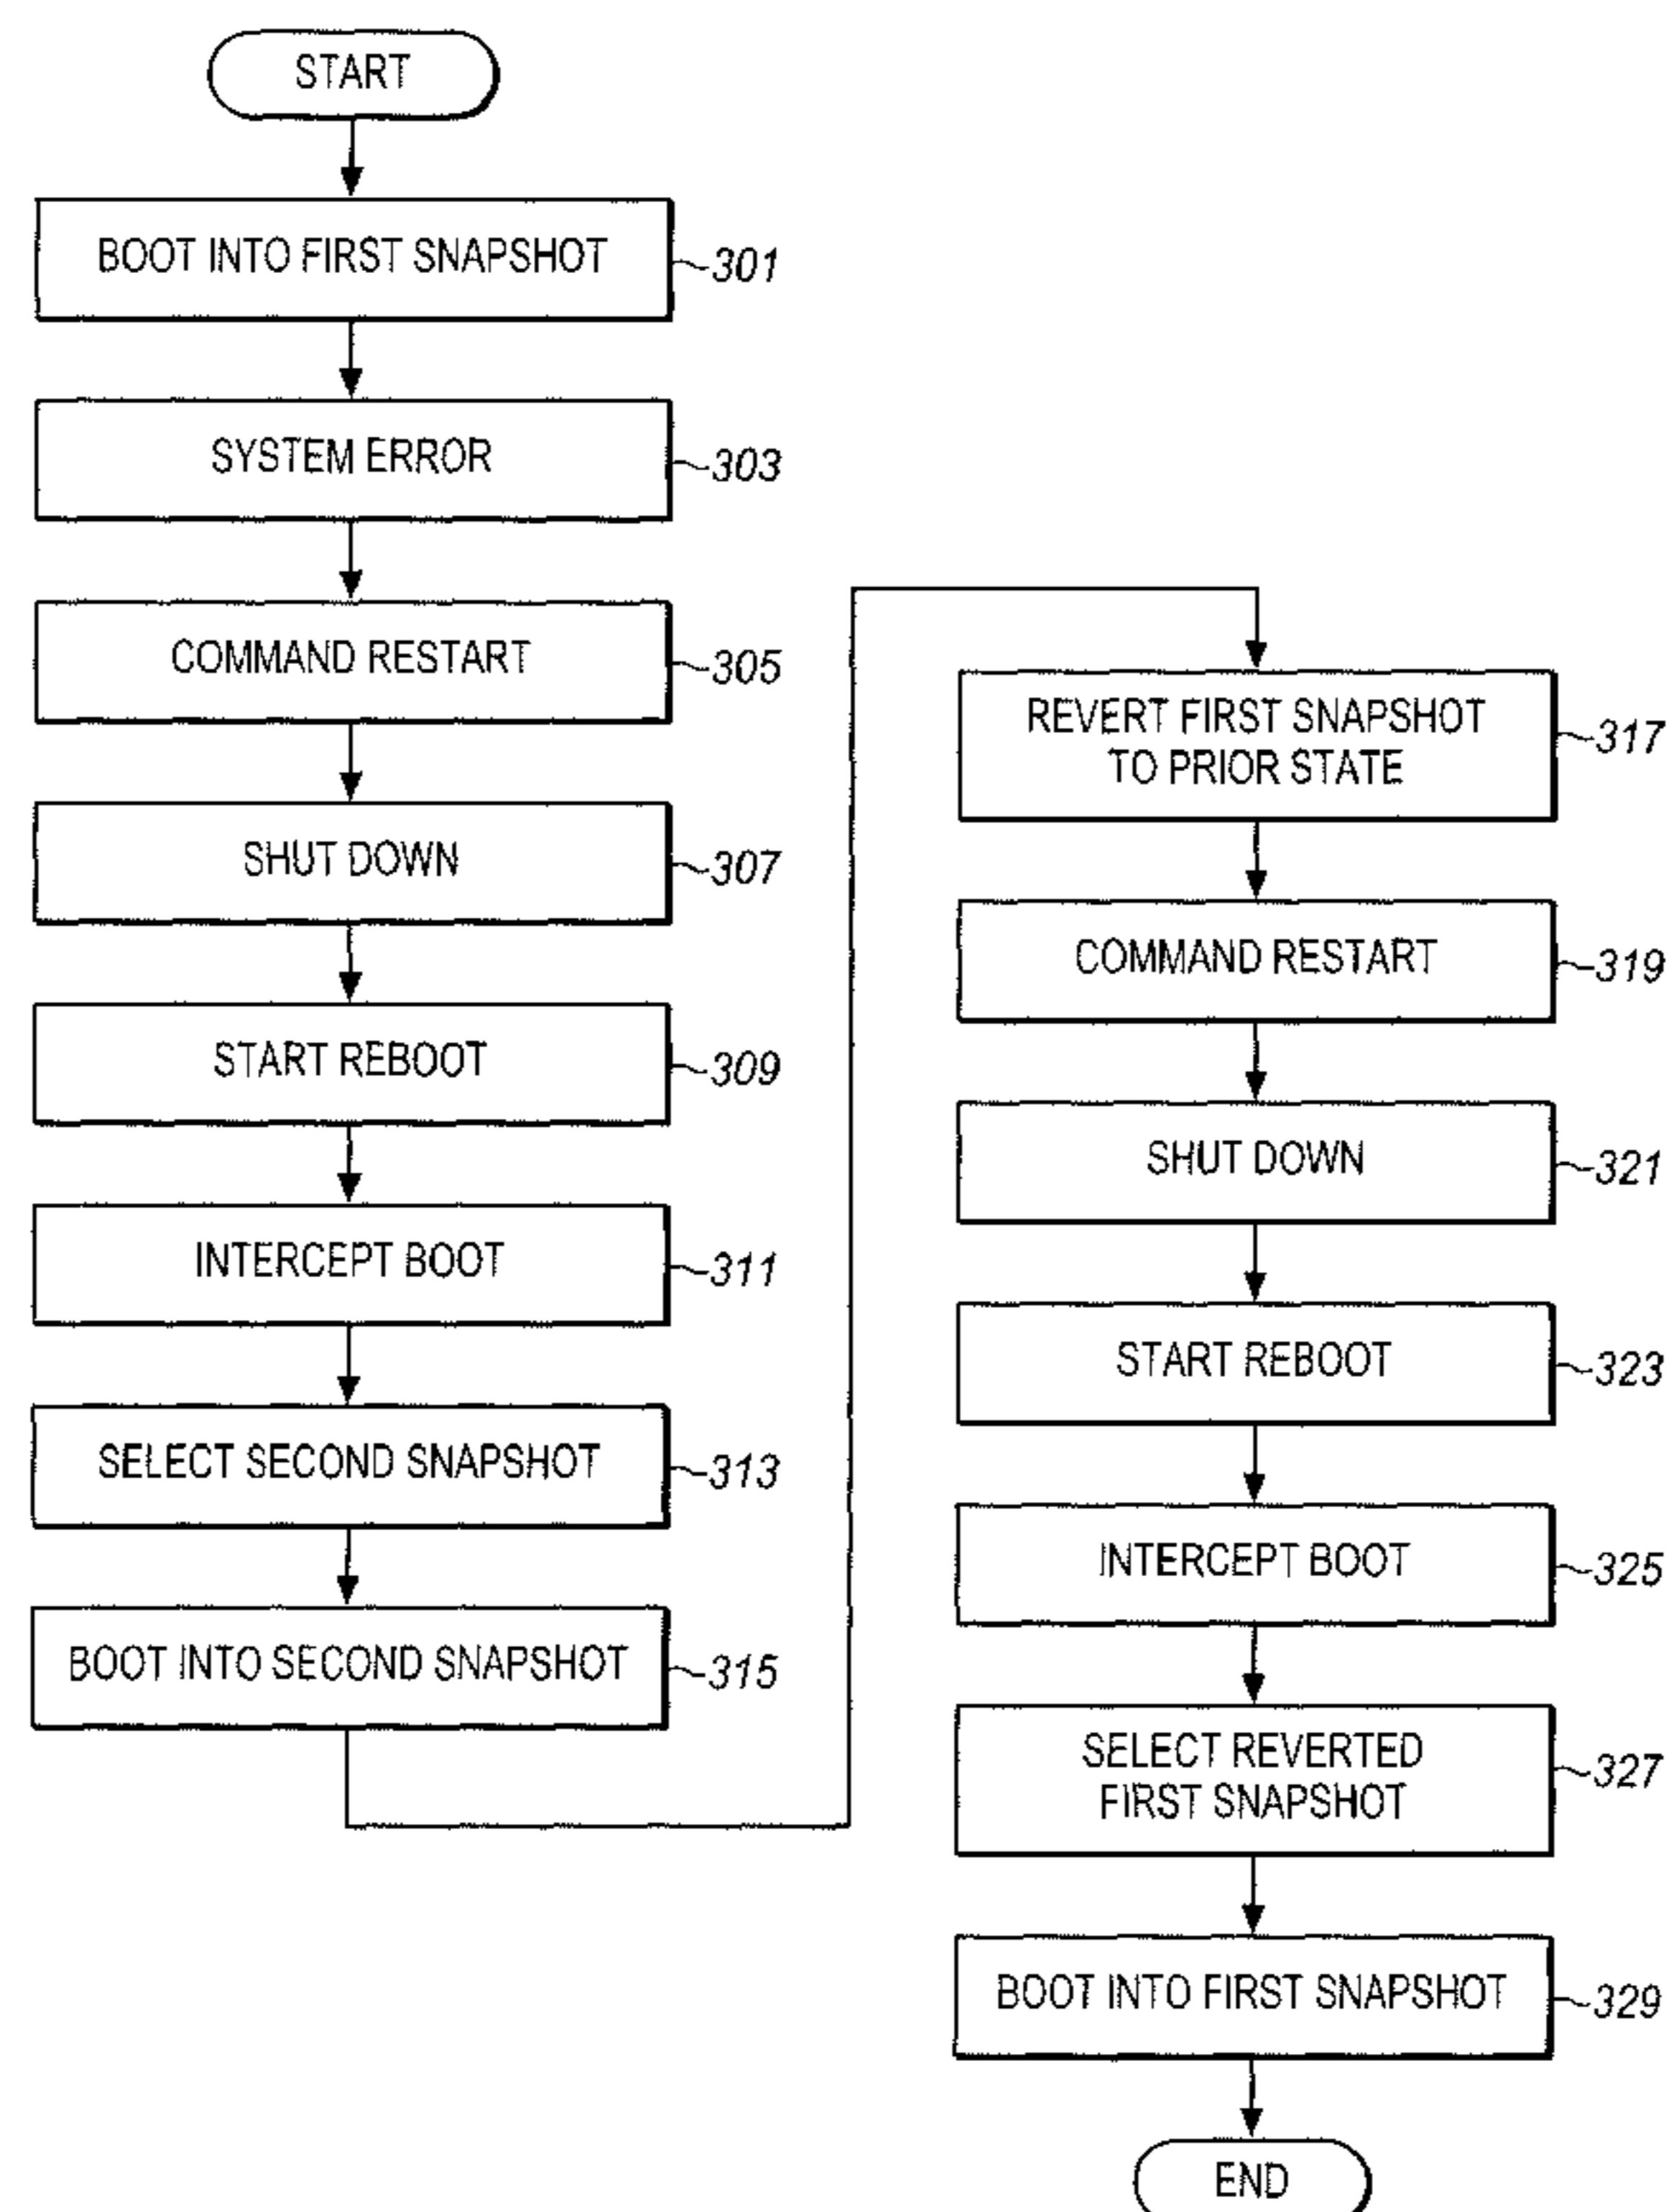 START
BOOT INTO FIRST SNAPSHOT
301
SYSTEM ERROR
303
COMMAND RESTART
305
SHUT DOWN
307
START REBOOT
309
INTERCEPT BOOT
311
SELECT SECOND SNAPSHOT
313
BOOT INTO SECOND SNAPSHOT
315
REVERT FIRST SNAPSHOT
TO PRIOR STATE
317
COMMAND RESTART
319
SHUT DOWN
321
START REBOOT
323
INTERCEPT BOOT
325
SELECT REVERTED
FIRST SNAPSHOT
327
BOOT INTO FIRST SNAPSHOT
329
END